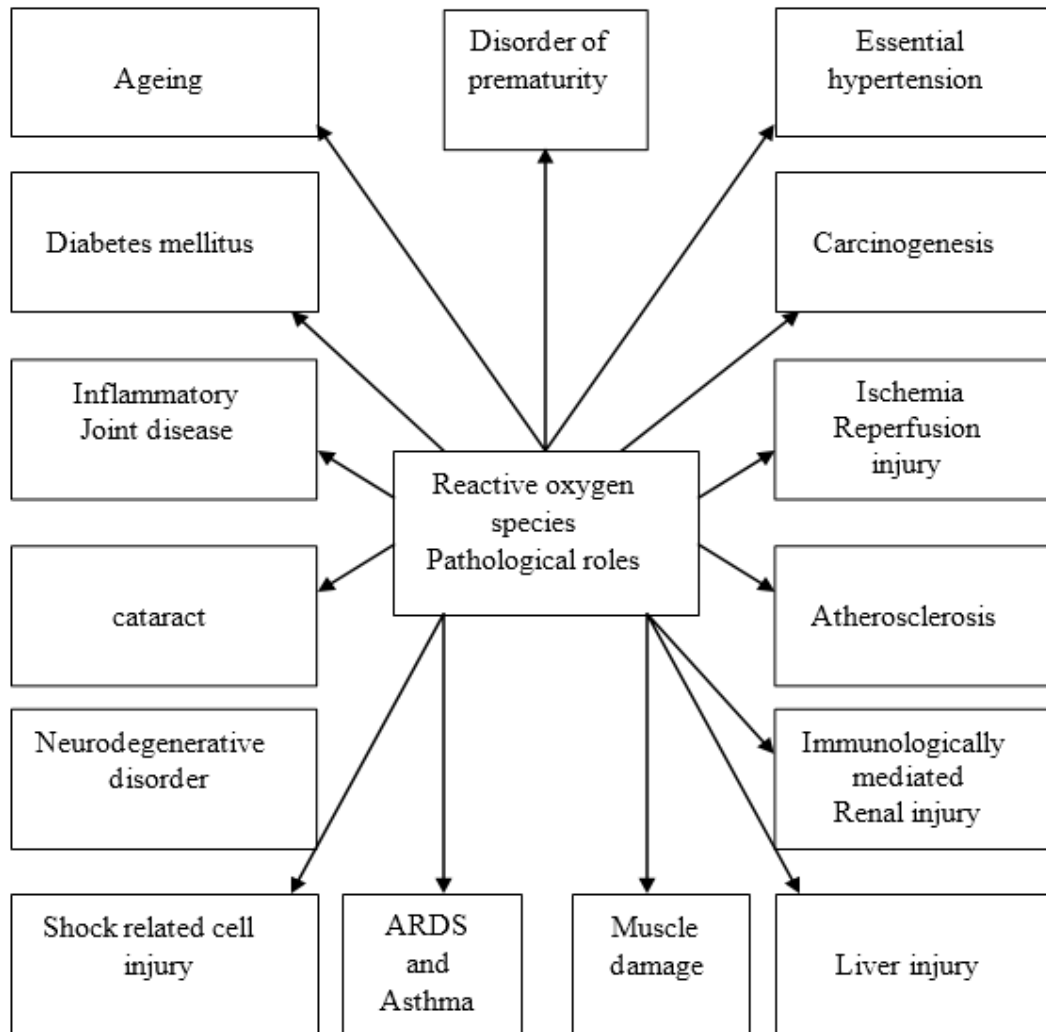 Ageing
Disorder of
prematurity
Essential
hypertension
Diabetes mellitus
Carcinogenesis
Inflammatory
Joint disease
Ischemia
Reperfusion
injury
Reactive oxygen
species
Pathological roles
cataract
Atherosclerosis
Neurodegenerative
disorder
Immunologically
mediated
Renal injury
Shock related cell
injury
ARDS
and
Asthma
Muscle
damage
Liver injury